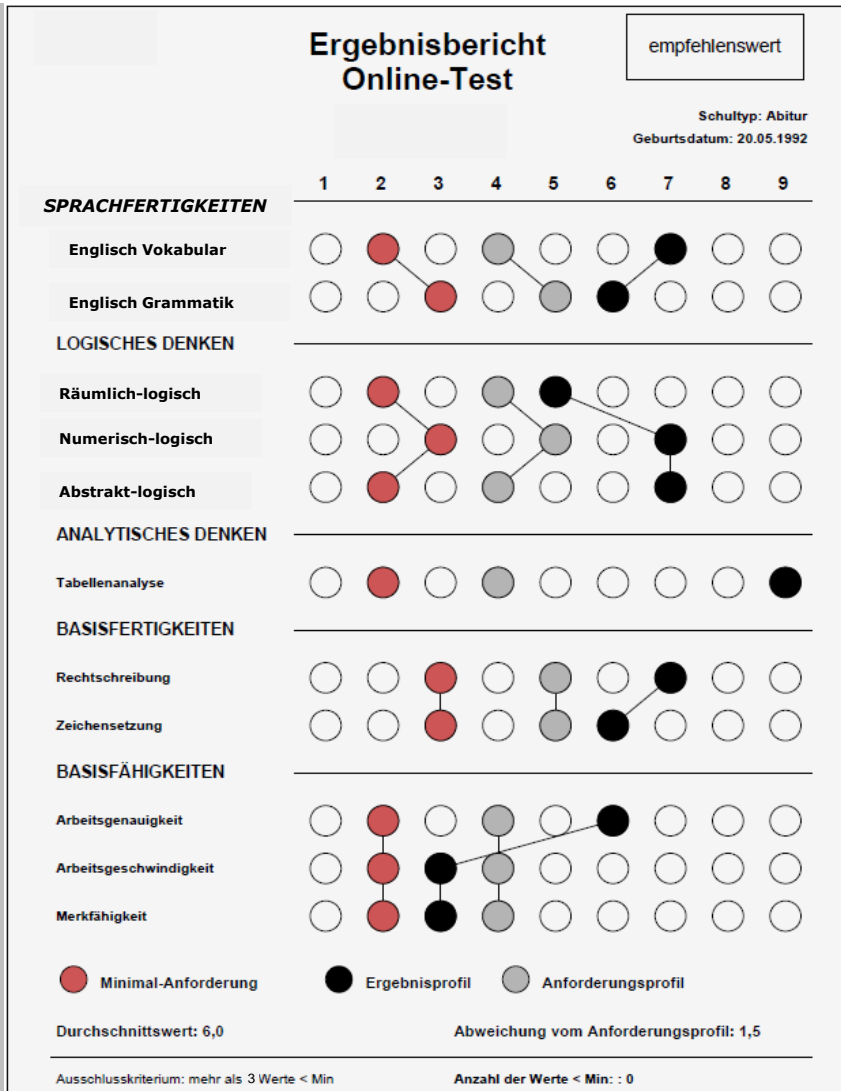 Ergebnisbericht
Online-Test
empfehlenswert
Schultyp: Abitur
Geburtsdatum: 20.05.1992
1 2 3 4 5 6 7 8 9
SPRACHFERTIGKEITEN
Englisch Vokabular
Englisch Grammatik
LOGISCHES DENKEN
Räumlich-logisch
Numerisch-logisch
Abstrakt-logisch
ANALYTISCHES DENKEN
Tabellenanalyse
BASISFERTIGKEITEN
Rechtschreibung
Zeichensetzung
BASISFÄHIGKEITEN
Arbeitsgenauigkeit
Arbeitsgeschwindigkeit
Merkfähigkeit
Minimal-Anforderung Ergebnisprofil Anforderungsprofil
Durchschnittswert: 6,0 Abweichung vom Anforderungsprofil: 1,5
Ausschlusskriterium: mehr als 3 Werte < Min Anzahl der Werte < Min: : 0